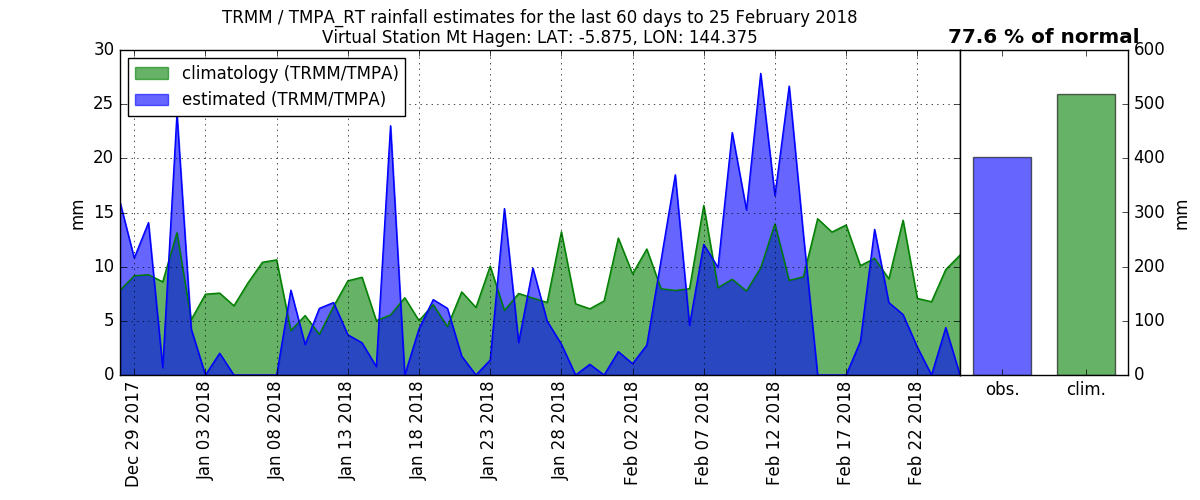 TRMM / TMPA_RT rainfall estimates for the last 60 days to 25 February 2018
Virtual Station Mt Hagen: LAT: -5.875, LON: 144.375
77.6 % of normal
climatology (TRMM/TMPA)
estimated (TRMM/TMPA)
30
25
20
15
10
5
0
mm
Dec 29 2017
Jan 03 2018
Jan 08 2018
Jan 13 2018
Jan 18 2018
Jan 23 2018
Jan 28 2018
Feb 02 2018
Feb 07 2018
Feb 12 2018
Feb 17 2018
Feb 22 2018
obs.
clim.
600
500
400
300
200
100
0
mm